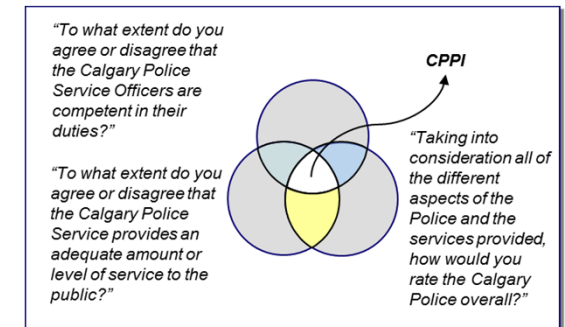 “To what extent do you
agree or disagree that
the Calgary Police
Service Officers are
competent in their
duties?”
CPPI
“To what extent do you
agree or disagree that
the Calgary Police
Service provides an
adequate amount or
level of service to the
public?”
“Taking into
consideration all of
the different
aspects of the
Police and the
services provided,
how would you
rate the Calgary
Police overall?”